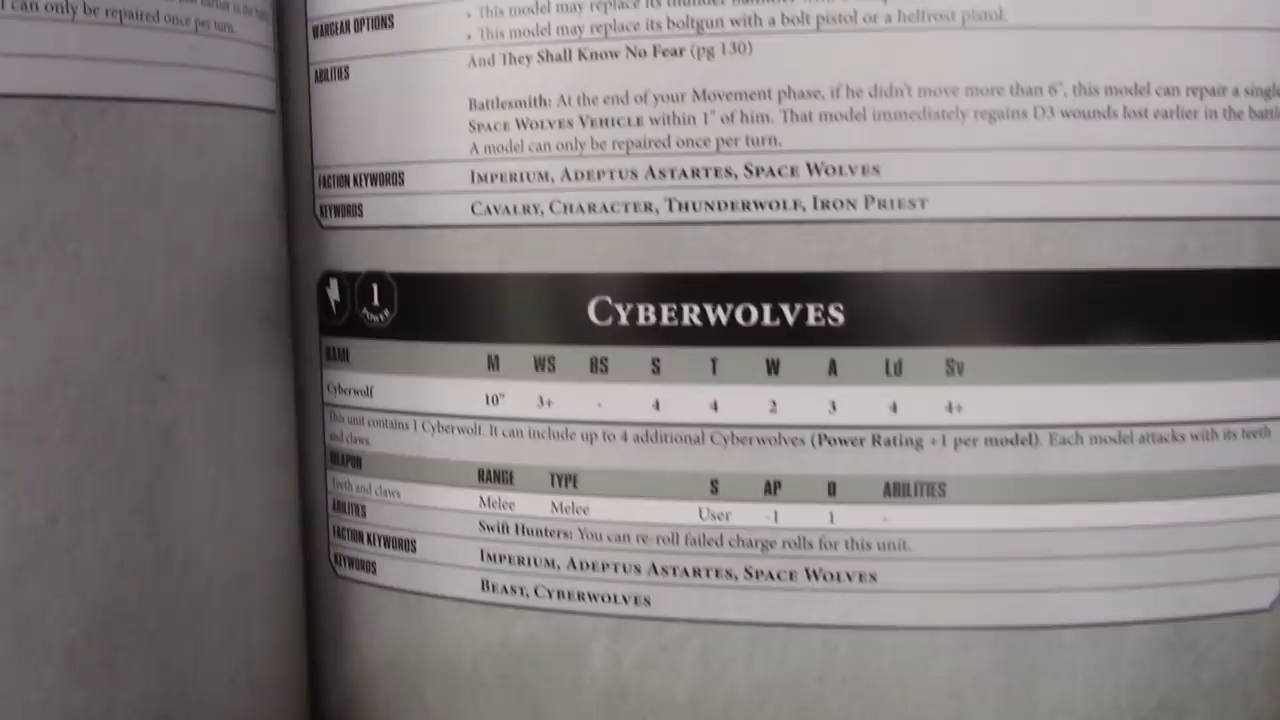 can only be repaired once per turn.
WARGEAR OPTIONS
• This model may replace its
• This model may replace its boltgun with a bolt pistol or a helfrost pistol.
ABILITIES
And They Shall Know No Fear (pg 130)
Battlesmith: At the end of your Movement phase, if he didn't move more than 6", this model can repair a single
SPACE WOLVES VEHICLE within 1" of him. That model immediately regains D3 wounds lost earlier in the
A model can only be repaired once per turn.
FACTION KEYWORDS
IMPERIUM, ADEPTUS ASTARTES, SPACE WOLVES
KEYWORDS
CAVALRY, CHARACTER, THUNDERWOLF, IRON PRIEST
1
POWER
CYBERWOLVES
NAME M WS BS S T W A Ld Sv
Cyberwolf 10" 3+ - 4 4 2 3 4 4+
This unit contains 1 Cyberwolf. It can include up to 4 additional Cyberwolves (Power Rating +1 per model). Each model attacks with its teeth
and claws.
WEAPON RANGE TYPE S AP D ABILITIES
Teeth and claws Melee Melee User -1 1 -
ABILITIES
Swift Hunters: You can re-roll failed charge rolls for this unit.
FACTION KEYWORDS
IMPERIUM, ADEPTUS ASTARTES, SPACE WOLVES
KEYWORDS
BEAST, CYBERWOLVES